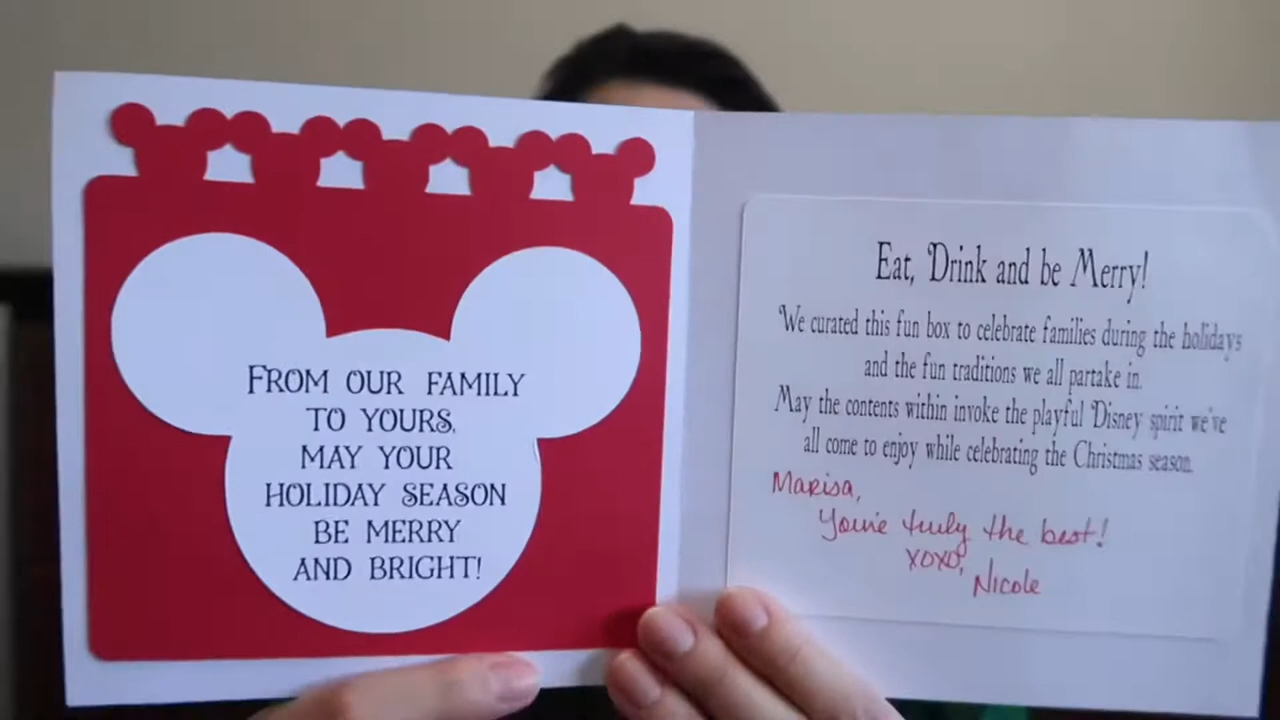 FROM OUR FAMILY
TO YOURS,
MAY YOUR
HOLIDAY SEASON
BE MERRY
AND BRIGHT!
Eat, Drink and be Merry!
We curated this fun box to celebrate families during the holidays
and the fun traditions we all partake in.
May the contents within invoke the playful Disney spirit we've
all come to enjoy while celebrating the Christmas season.
Marisa,
You're truly the best!
XOXO,
Nicole